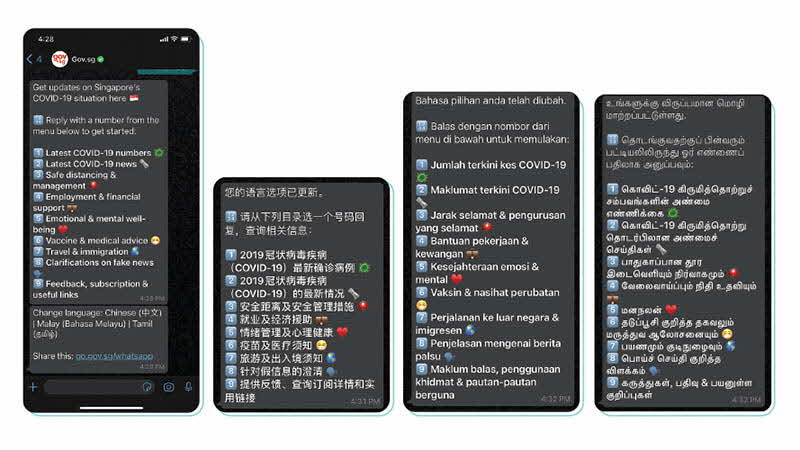 4:28
4
gov sg
Gov.sg
Get updates on Singapore's
COVID-19 situation here 🇸🇬
🔢 Reply with a number from the
menu below to get started:
1️⃣ Latest COVID-19 numbers 🦠
2️⃣ Latest COVID-19 news 🗞️
3️⃣ Safe distancing &
management 📍
4️⃣ Employment & financial
support 💼
5️⃣ Emotional & mental well-
being ❤️
6️⃣ Vaccine & medical advice 😷
7️⃣ Travel & immigration 🌏
8️⃣ Clarifications on fake news
🗣️
9️⃣ Feedback, subscription &
useful links
4:28 PM
Change language: Chinese (中文)
| Malay (Bahasa Melayu) | Tamil
(தமிழ்)
Share this: go.gov.sg/whatsapp
您的语言选项已更新。
🔢 请从下列目录选一个号码回
复，查询相关信息：
1️⃣ 2019冠状病毒疾病
（COVID-19）最新确诊病例 🦠
2️⃣ 2019冠状病毒疾病
(COVID-19) 的最新情况 🗞️
3️⃣ 安全距离及安全管理措施 📍
4️⃣ 就业及经济援助 💼
5️⃣ 情绪管理及心理健康 ❤️
6️⃣ 疫苗及医疗须知 😷
7️⃣ 旅游及出入境须知 🌏
8️⃣ 针对假信息的澄清 🗣️
9️⃣ 提供反馈、查询订阅详情和实
用链接
4:31 PM
Bahasa pilihan anda telah diubah.
🔢 Balas dengan nombor dari
menu di bawah untuk memulakan:
1️⃣ Jumlah terkini kes COVID-19
🦠
2️⃣ Maklumat terkini COVID-19
🗞️
3️⃣ Jarak selamat & pengurusan
yang selamat 📍
4️⃣ Bantuan pekerjaan &
kewangan 💼
5️⃣ Kesejahteraan emosi &
mental ❤️
6️⃣ Vaksin & nasihat perubatan
😷
7️⃣ Perjalanan ke luar negara &
imigresen 🌏
8️⃣ Penjelasan mengenai berita
palsu 🗣️
9️⃣ Maklum balas, penggunaan
khidmat & pautan-pautan
berguna
4:32 PM
உங்களுக்கு விருப்பமான மொழி
மாற்றப்பட்டுள்ளது.
🔢 தொடங்குவதற்குப் பின்வரும்
பட்டியலிலிருந்து ஓர் எண்ணைப்
பதிலாக அனுப்பவும்:
1️⃣ கொவிட்-19 கிருமித்தொற்றுச்
சம்பவங்களின் அண்மை
எண்ணிக்கை 🦠
2️⃣ கொவிட்-19 கிருமித்தொற்று
தொடர்பிலான அண்மைச்
செய்திகள் 🗞️
3️⃣ பாதுகாப்பான தூர
இடைவெளியும் நிர்வாகமும் 📍
4️⃣ வேலைவாய்ப்பும் நிதி உதவியும்
💼
5️⃣ மனநலன் ❤️
6️⃣ தடுப்பூசி குறித்த தகவலும்
மருத்துவ ஆலோசனையும் 😷
7️⃣ பயணமும் குடிநுழைவும் 🌏
8️⃣ பொய்ச் செய்தி குறித்த
விளக்கம் 🗣️
9️⃣ கருத்துகள், பதிவு & பயனுள்ள
குறிப்புகள்
4:32 PM